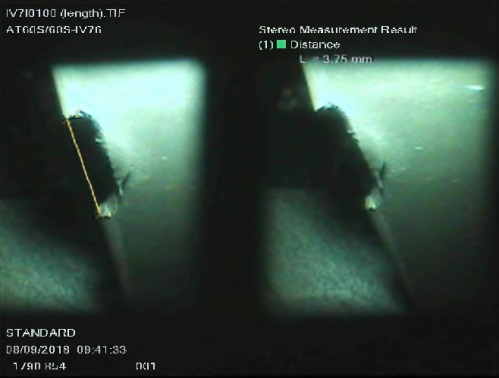 IV7I0100 (length).TIF
AT60S/60S-IV76
Stereo Measurement Result
(1) Distance
L = 3.75 mm
STANDARD
08/09/2018 09:41:33
001